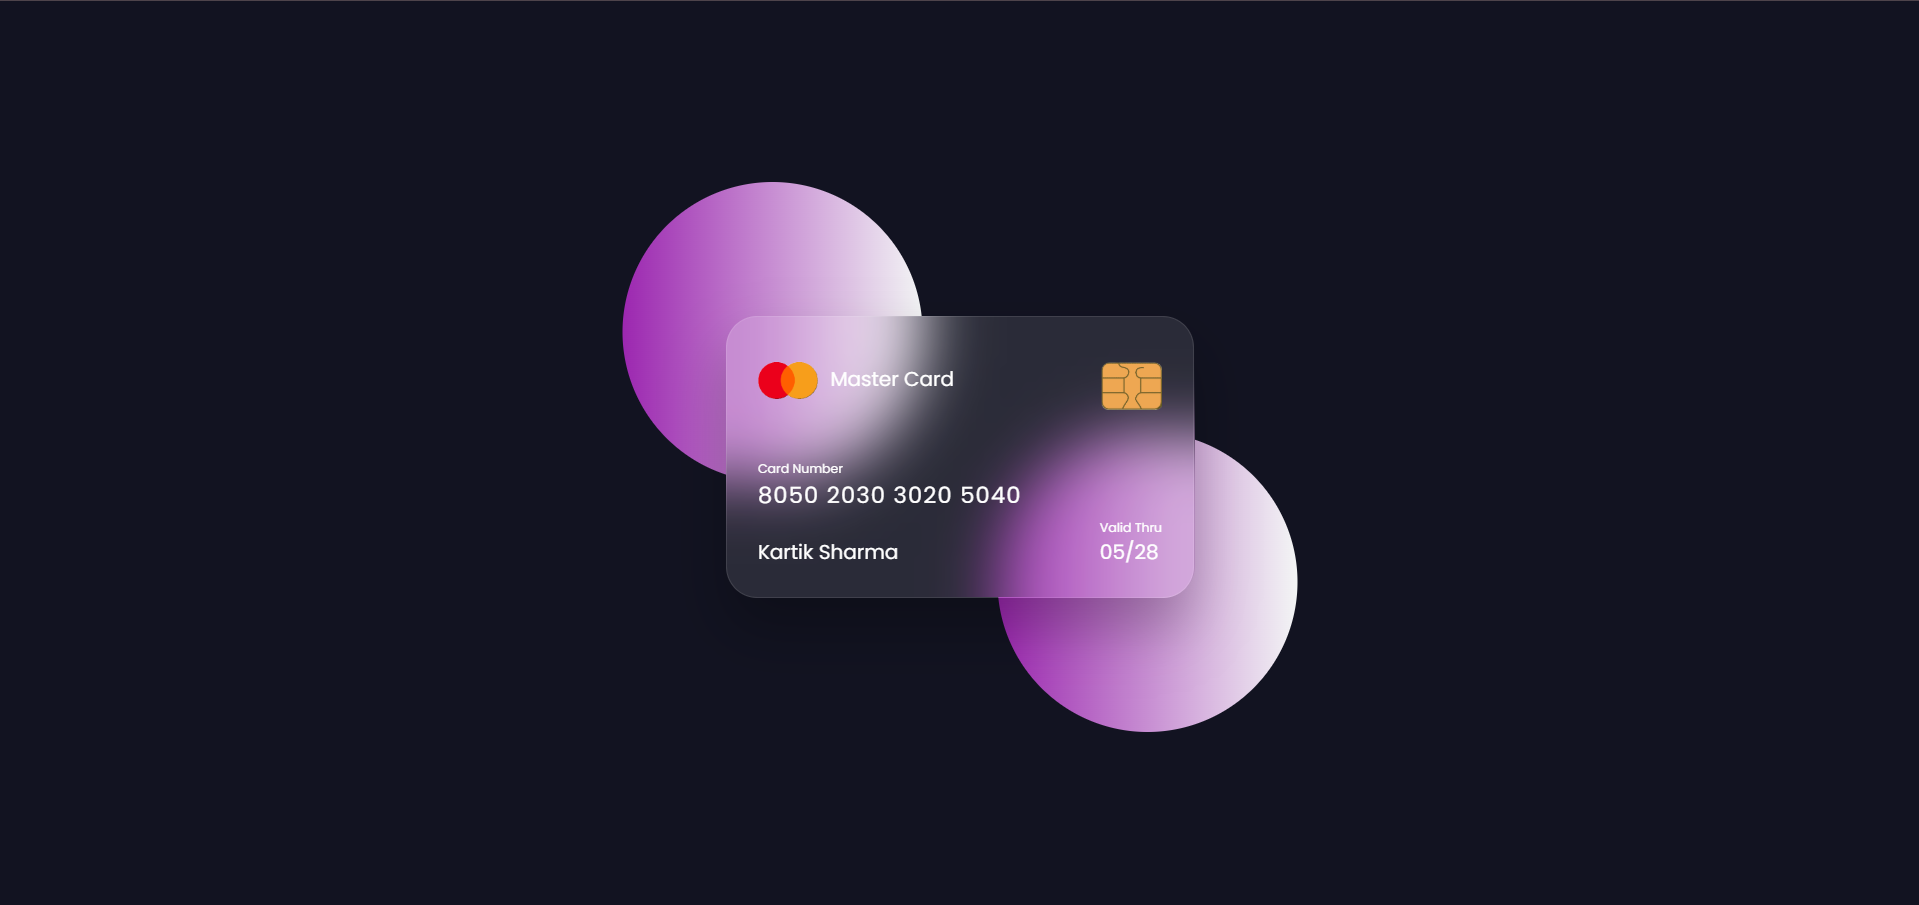 Master Card
Card Number
8050 2030 3020 5040
Valid Thru
Kartik Sharma
05/28